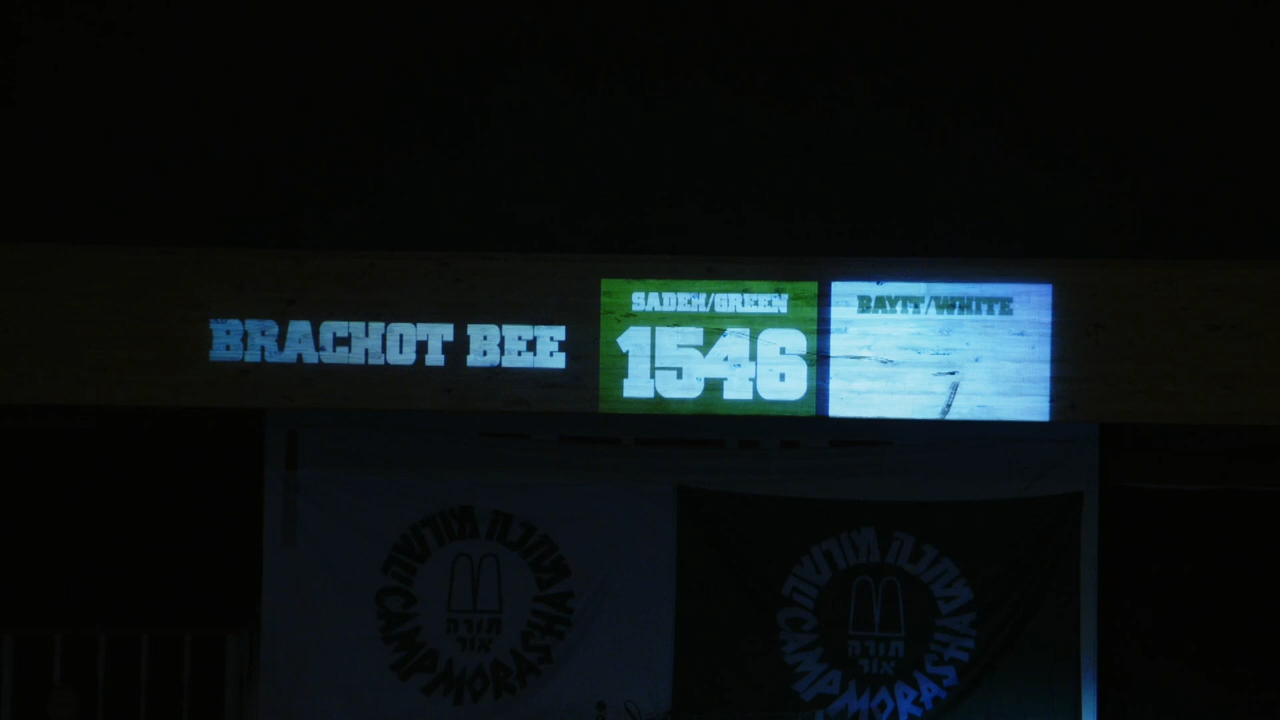 BRACHOT BEE
SADEH/GREEN
1546
BAYIT/WHITE
מחנה מורשה
CAMP MORASHA
תורה
אור
מחנה מורשה
CAMP MORASHA
תורה
אור